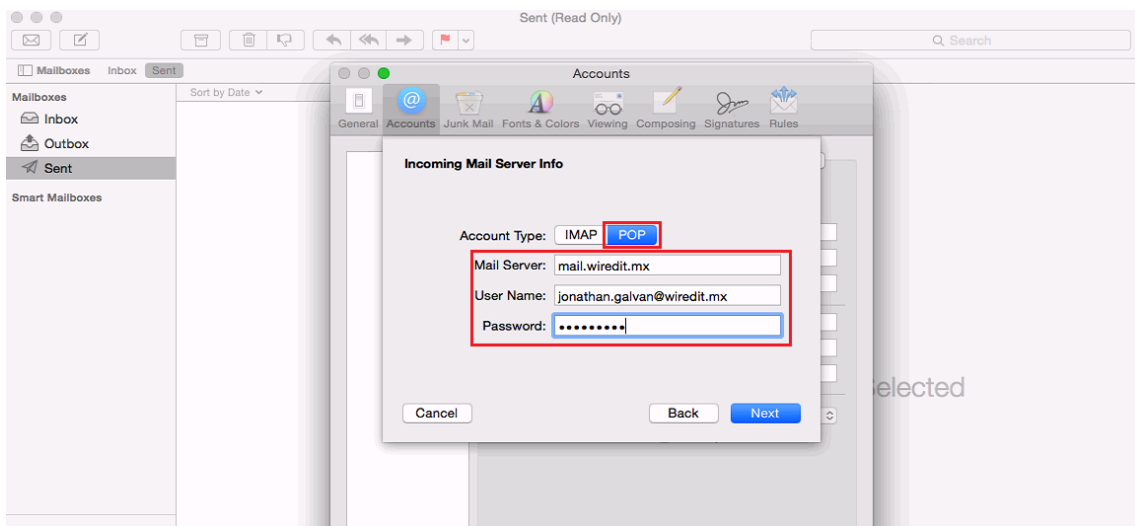 Sent (Read Only)
Search
Mailboxes Inbox Sent
Mailboxes
Inbox
Outbox
Sent
Smart Mailboxes
Sort by Date
Accounts
General Accounts Junk Mail Fonts & Colors Viewing Composing Signatures Rules
Incoming Mail Server Info
Account Type: IMAP POP
Mail Server: mail.wiredit.mx
User Name: jonathan.galvan@wiredit.mx
Password: •••••••••
Cancel Back Next